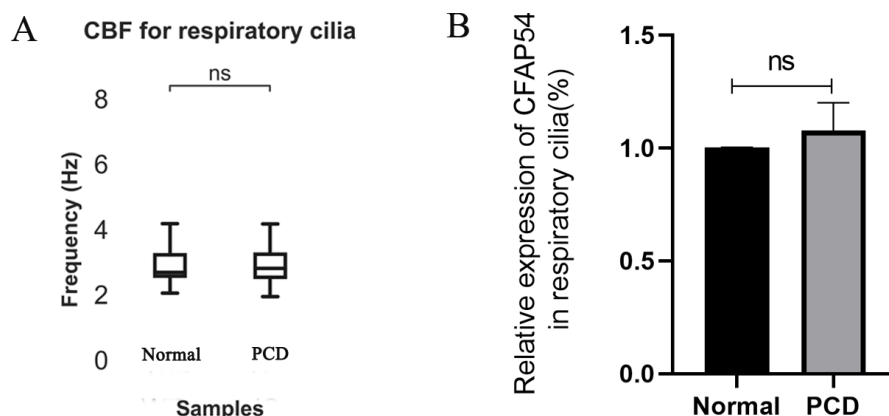 A
CBF for respiratory cilia
ns
8
6
4
2
0
Frequency (Hz)
Normal PCD
Samples
B
Relative expression of CFAP54
in respiratory cilia(%)
1.5
1.0
0.5
0.0
ns
Normal PCD